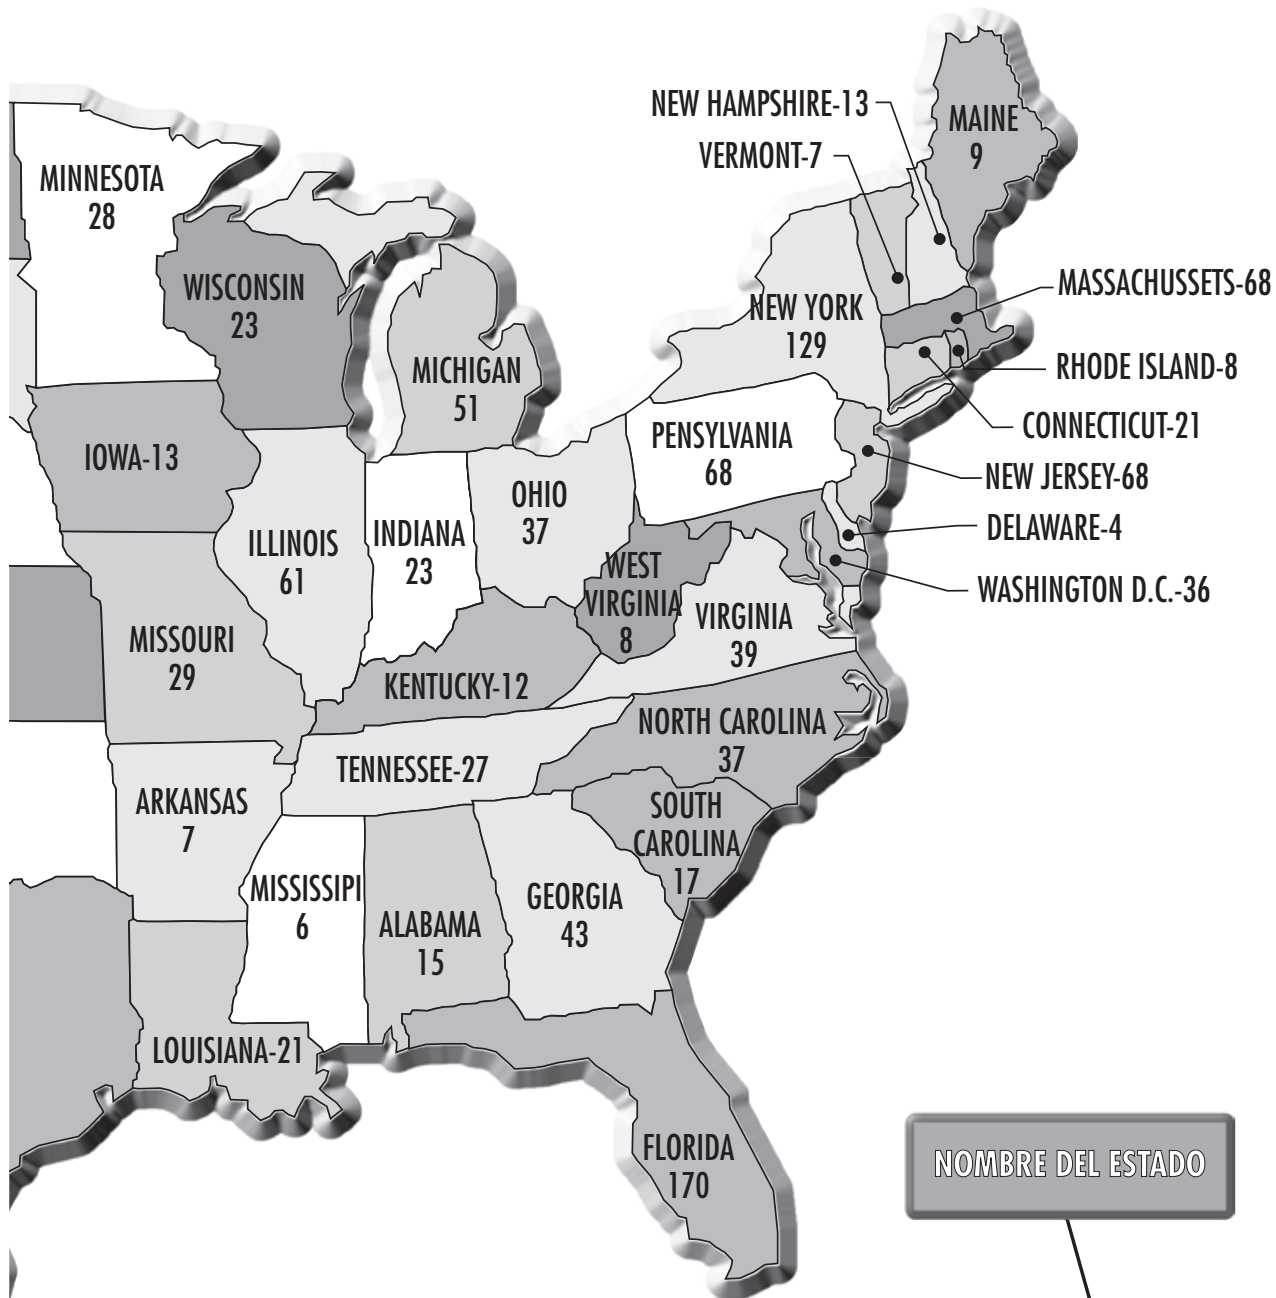 NEW HAMPSHIRE-13
MAINE
9
VERMONT-7
MINNESOTA
28
WISCONSIN
23
MASSACHUSSETS-68
NEW YORK
129
MICHIGAN
51
RHODE ISLAND-8
CONNECTICUT-21
PENSYLVANIA
68
IOWA-13
NEW JERSEY-68
OHIO
37
DELAWARE-4
INDIANA
23
ILLINOIS
61
WEST
VIRGINIA
8
WASHINGTON D.C.-36
VIRGINIA
39
MISSOURI
29
KENTUCKY-12
NORTH CAROLINA
37
TENNESSEE-27
ARKANSAS
7
SOUTH
CAROLINA
17
MISSISSIPI
6
GEORGIA
43
ALABAMA
15
LOUISIANA-21
FLORIDA
170
NOMBRE DEL ESTADO